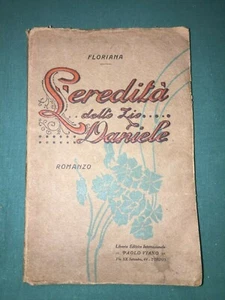 FLORIANA
L'eredità
dello Zio
Daniele
ROMANZO
Libreria Editrice Internazionale
PAOLO VIANO
TORINO